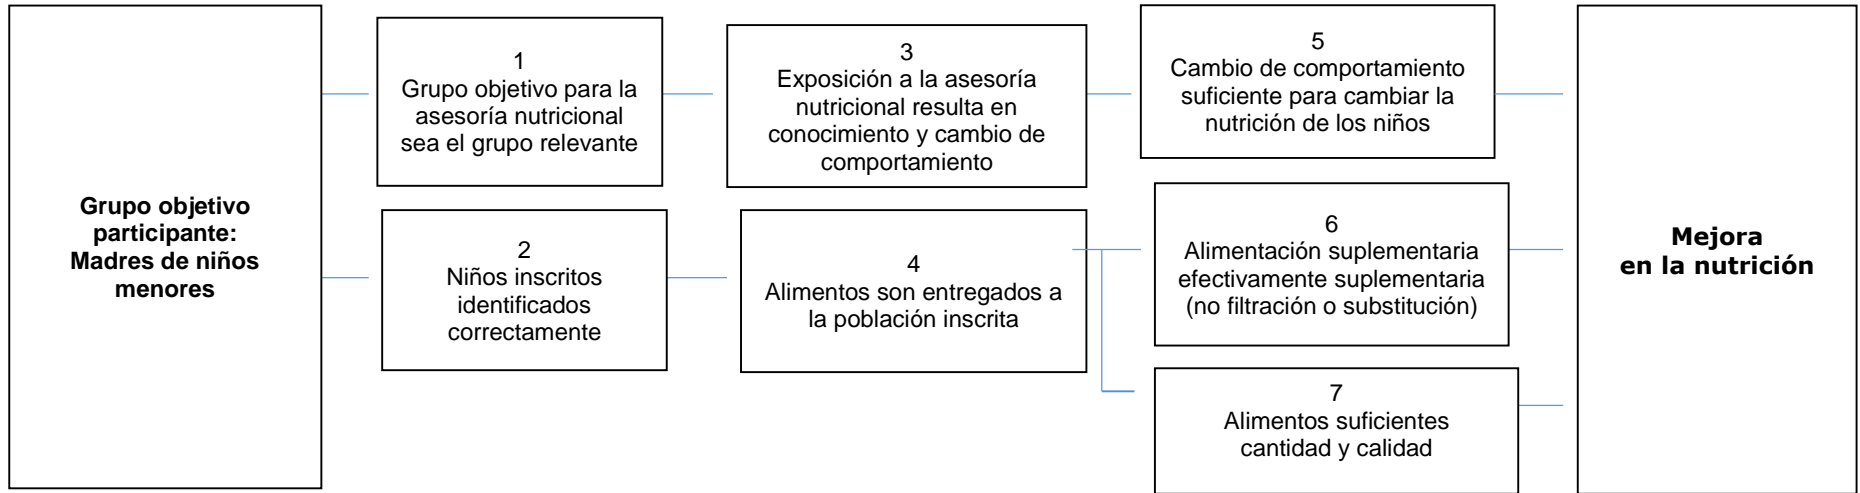 Grupo objetivo
participante:
Madres de niños
menores
1
Grupo objetivo para la
asesoría nutricional
sea el grupo relevante
2
Niños inscritos
identificados
correctamente
3
Exposición a la asesoría
nutricional resulta en
conocimiento y cambio de
comportamiento
4
Alimentos son entregados a
la población inscrita
5
Cambio de comportamiento
suficiente para cambiar la
nutrición de los niños
6
Alimentación suplementaria
efectivamente suplementaria
(no filtración o substitución)
7
Alimentos suficientes
cantidad y calidad
Mejora
en la nutrición